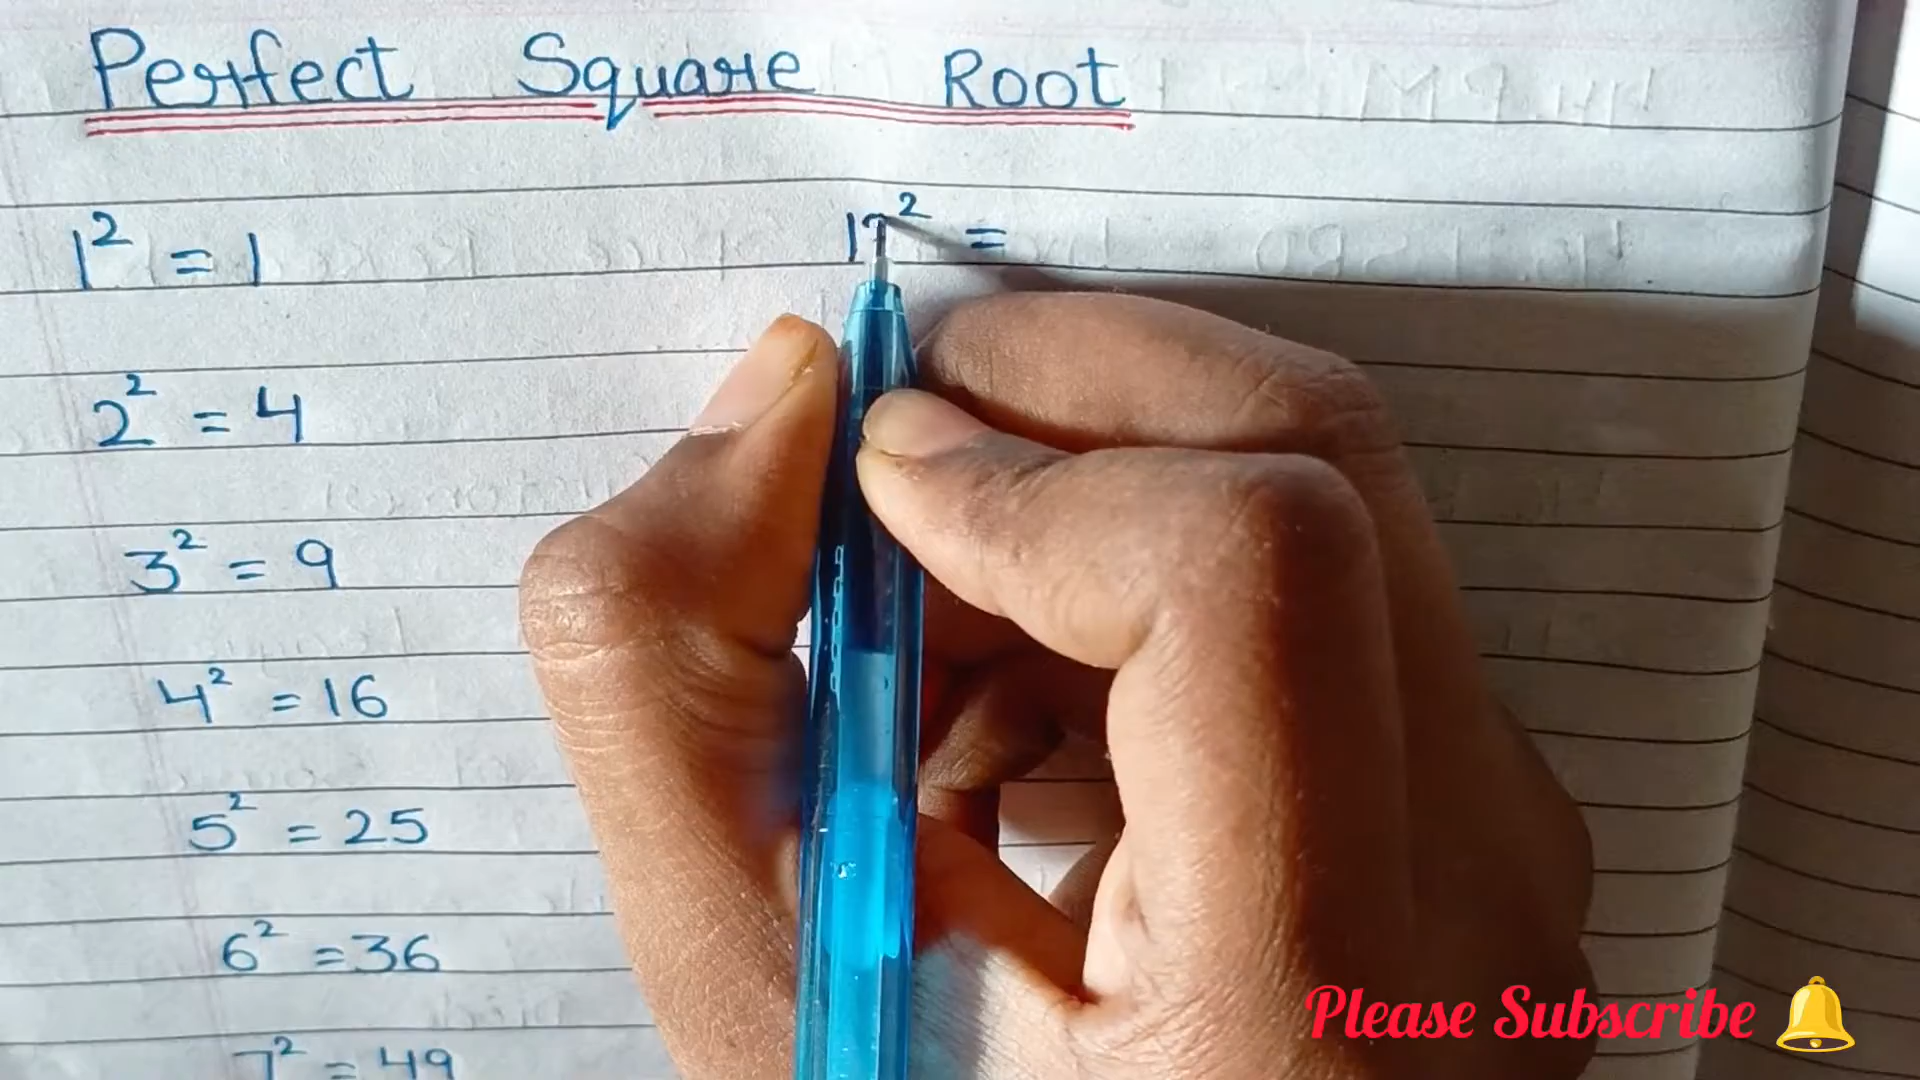 Perfect Square Root
1² = 1
2² = 4
3² = 9
4² = 16
5² = 25
6² = 36
7² = 49
Please Subscribe